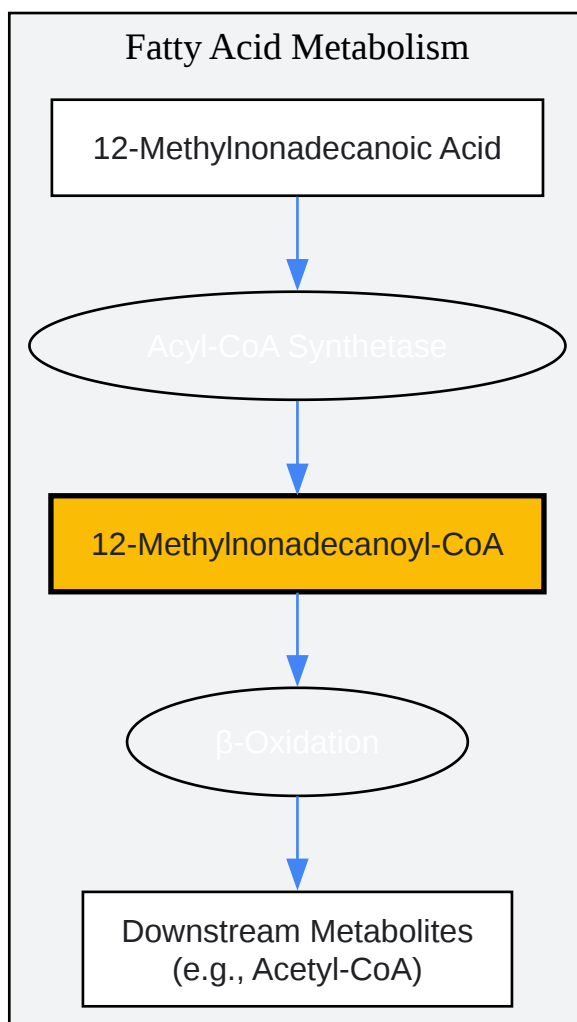 Fatty Acid Metabolism
12-Methylnonadecanoic Acid
Acyl-CoA Synthetase
12-Methylnonadecanoyl-CoA
β-Oxidation
Downstream Metabolites
(e.g., Acetyl-CoA)